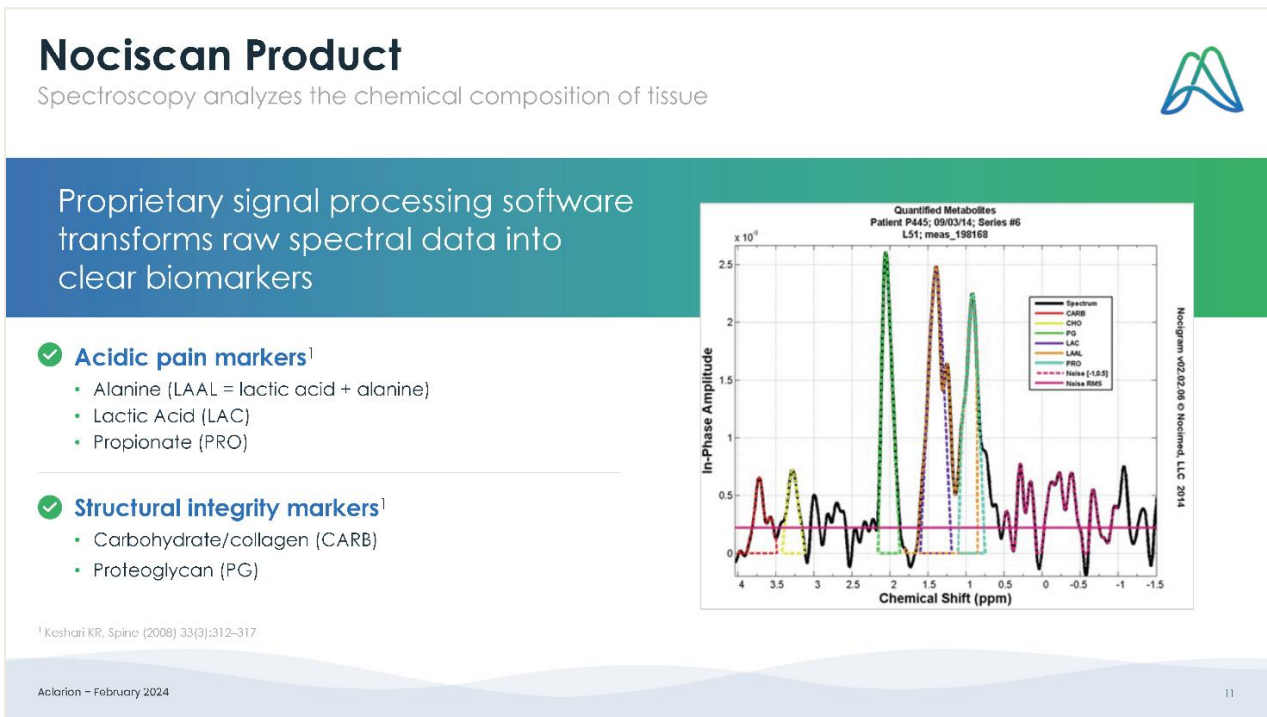 Nociscan Product
Spectroscopy analyzes the chemical composition of tissue
Proprietary signal processing software
transforms raw spectral data into
clear biomarkers
Acidic pain markers¹
• Alanine (LAAL = lactic acid + alanine)
• Lactic Acid (LAC)
• Propionate (PRO)
Structural integrity markers¹
• Carbohydrate/collagen (CARB)
• Proteoglycan (PG)
¹ Keshari KR, Spine (2008) 33(3):312–317
Quantified Metabolites
Patient P445; 09/03/14; Series #6
L51; meas_198168
x 10⁻⁹
2.5
2
1.5
1
0.5
0
In-Phase Amplitude
4 3.5 3 2.5 2 1.5 1 0.5 0 -0.5 -1 -1.5
Chemical Shift (ppm)
Spectrum
CARB
CHO
PG
LAC
LAAL
PRO
Noise [-1,0.5]
Noise RMS
Nocigram v02.02.06 © Nocimed, LLC 2014
Aclarion – February 2024
11